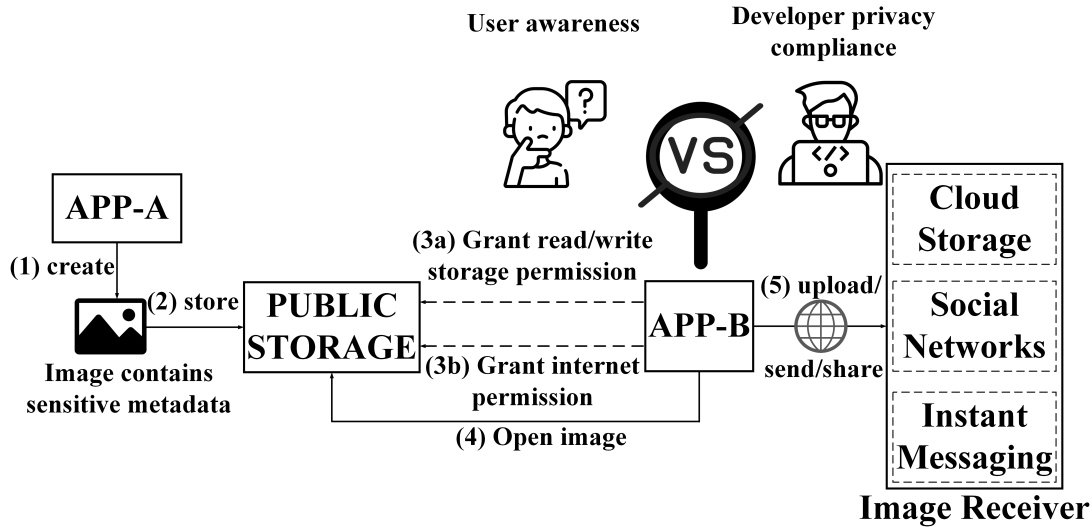 User awareness
Developer privacy
compliance
VS
</>
APP-A
(1) create
(2) store
Image contains
sensitive metadata
PUBLIC
STORAGE
(3a) Grant read/write
storage permission
(3b) Grant internet
permission
(4) Open image
APP-B
(5) upload/
send/share
Cloud
Storage
Social
Networks
Instant
Messaging
Image Receiver
?